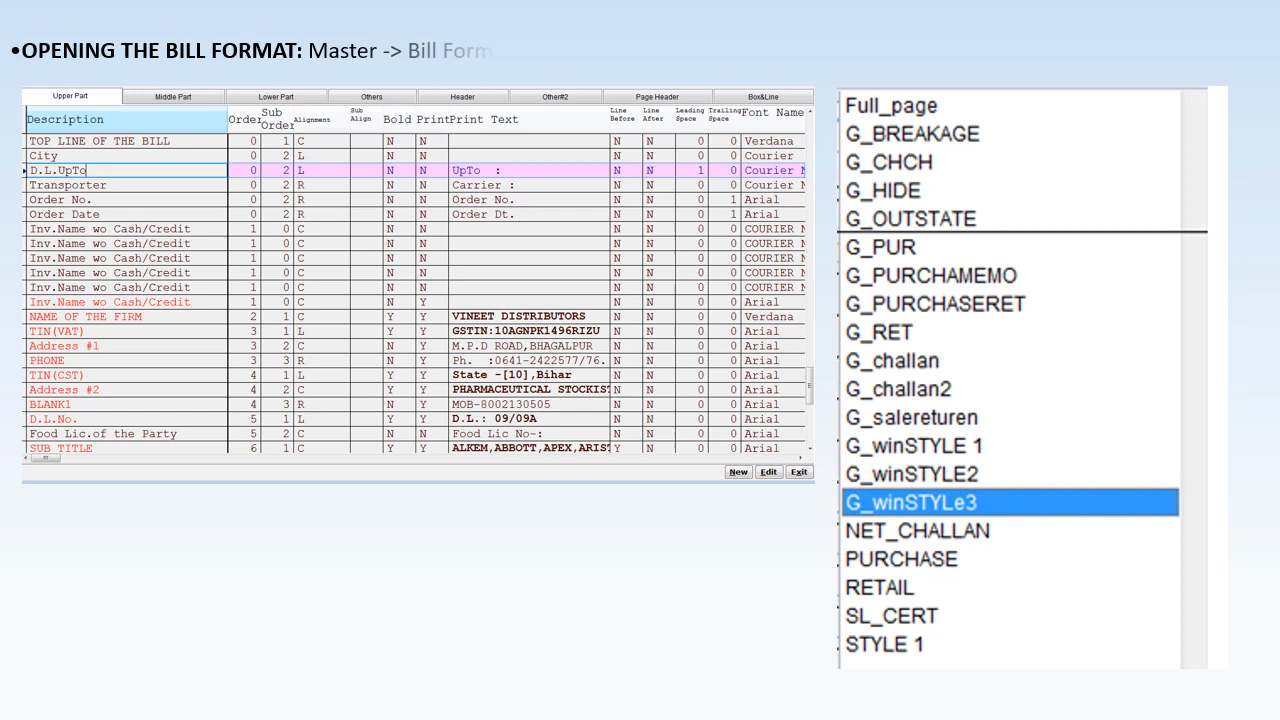 •OPENING THE BILL FORMAT: Master -> Bill Form
Upper Part Middle Part Lower Part Others Header Other#2 Page Header Box&Line
Description Order Sub Order Alignment Sub Align Bold Print Print Text Line Before Line After Leading Space Trailing Space Font Name
TOP LINE OF THE BILL 0 1 C N N N N 0 0 Verdana
City 0 2 L N N N N 0 0 Courier
D.L.UpTo 0 2 L N N UpTo : N N 1 0 Courier N
Transporter 0 2 R N N Carrier : N N 0 0 Courier N
Order No. 0 2 R N N Order No. N N 0 1 Arial
Order Date 0 2 R N N Order Dt. N N 0 1 Arial
Inv.Name wo Cash/Credit 1 0 C N N N N 0 0 COURIER N
Inv.Name wo Cash/Credit 1 0 C N N N N 0 0 COURIER N
Inv.Name wo Cash/Credit 1 0 C N N N N 0 0 COURIER N
Inv.Name wo Cash/Credit 1 0 C N N N N 0 0 COURIER N
Inv.Name wo Cash/Credit 1 0 C N N N N 0 0 COURIER N
Inv.Name wo Cash/Credit 1 0 C N Y N N 0 0 Arial
NAME OF THE FIRM 2 1 C Y Y VINEET DISTRIBUTORS N N 0 0 Verdana
TIN(VAT) 3 1 L Y Y GSTIN:10AGNPK1496RIZU N N 0 0 Arial
Address #1 3 2 C N Y M.P.D ROAD,BHAGALPUR N N 0 0 Arial
PHONE 3 3 R N Y Ph. :0641-2422577/76. N N 0 0 Arial
TIN(CST) 4 1 L Y Y State -[10],Bihar N N 0 0 Arial
Address #2 4 2 C Y Y PHARMACEUTICAL STOCKIST N N 0 0 Arial
BLANK1 4 3 R N Y MOB-8002130505 N N 0 0 Arial
D.L.No. 5 1 L Y Y D.L.: 09/09A N N 0 0 Arial
Food Lic.of the Party 5 2 C N N Food Lic No-: N N 0 0 Arial
SUB TITLE 6 1 C Y Y ALKEM,ABBOTT,APEX,ARIST Y N 0 0 Arial
New Edit Exit
Full_page
G_BREAKAGE
G_CHCH
G_HIDE
G_OUTSTATE
G_PUR
G_PURCHAMEMO
G_PURCHASERET
G_RET
G_challan
G_challan2
G_salereturen
G_winSTYLE 1
G_winSTYLE2
G_winSTYLe3
NET_CHALLAN
PURCHASE
RETAIL
SL_CERT
STYLE 1